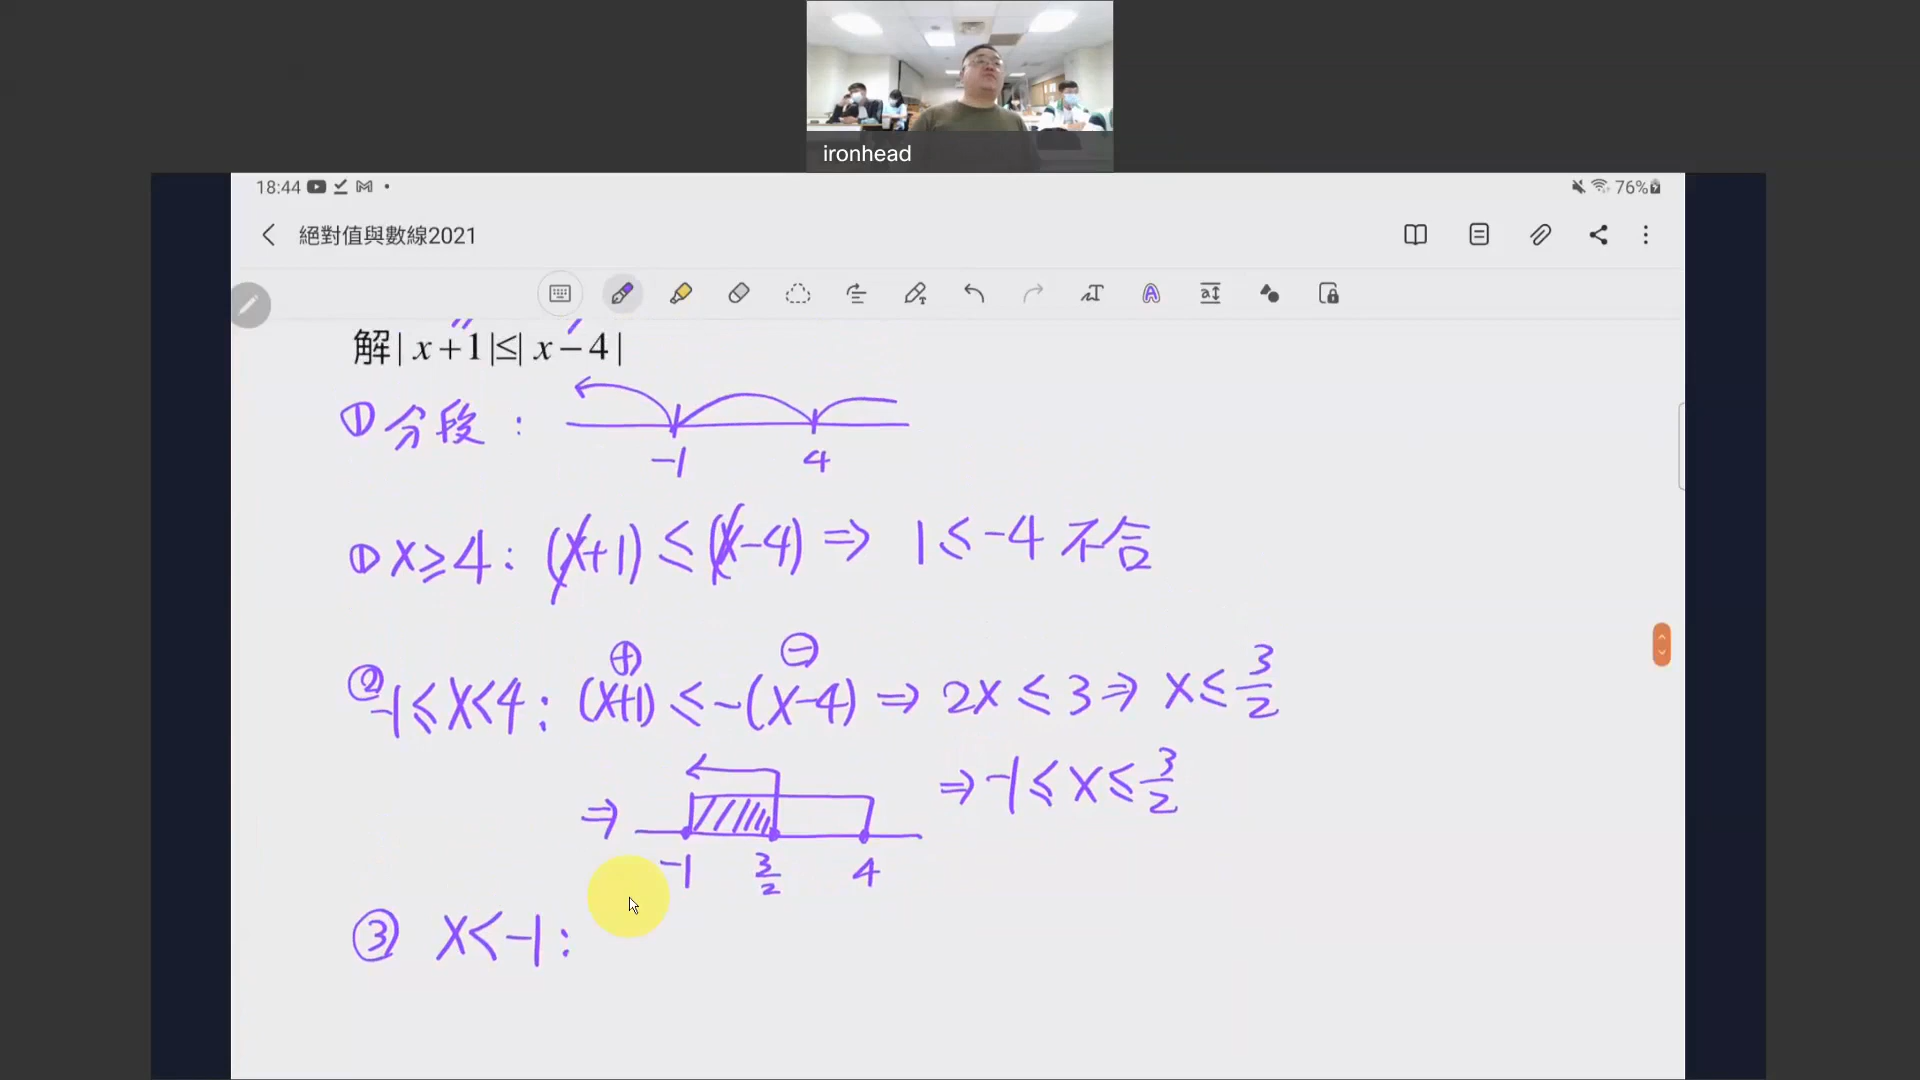 ironhead
18:44
76%
絕對值與數線2021
解|x+1|≤|x−4|
①分段：
-1 4
①x≥4: (x+1)≤(x-4)⇒ 1≤-4 不合
⊕ ⊖
②-1≤x<4: (x+1)≤-(x-4)⇒ 2x≤3⇒ x≤3/2
⇒ ⇒-1≤x≤3/2
-1 3/2 4
③ x<-1: